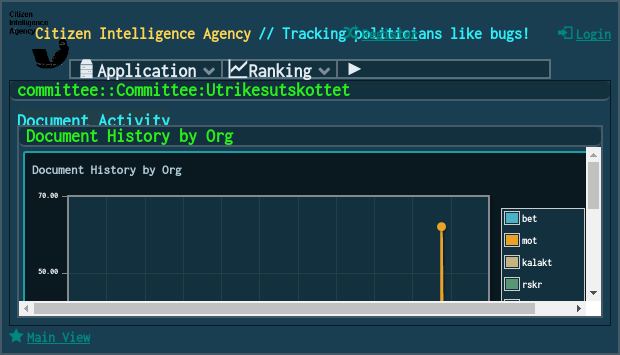 Citizen
Intelligence
Agency
Citizen Intelligence Agency // Tracking politicians like bugs!
Register
Login
Application
Ranking
committee::Committee:Utrikesutskottet
Document Activity
Document History by Org
Document History by Org
70.00
50.00
bet
mot
kalakt
rskr
Main View